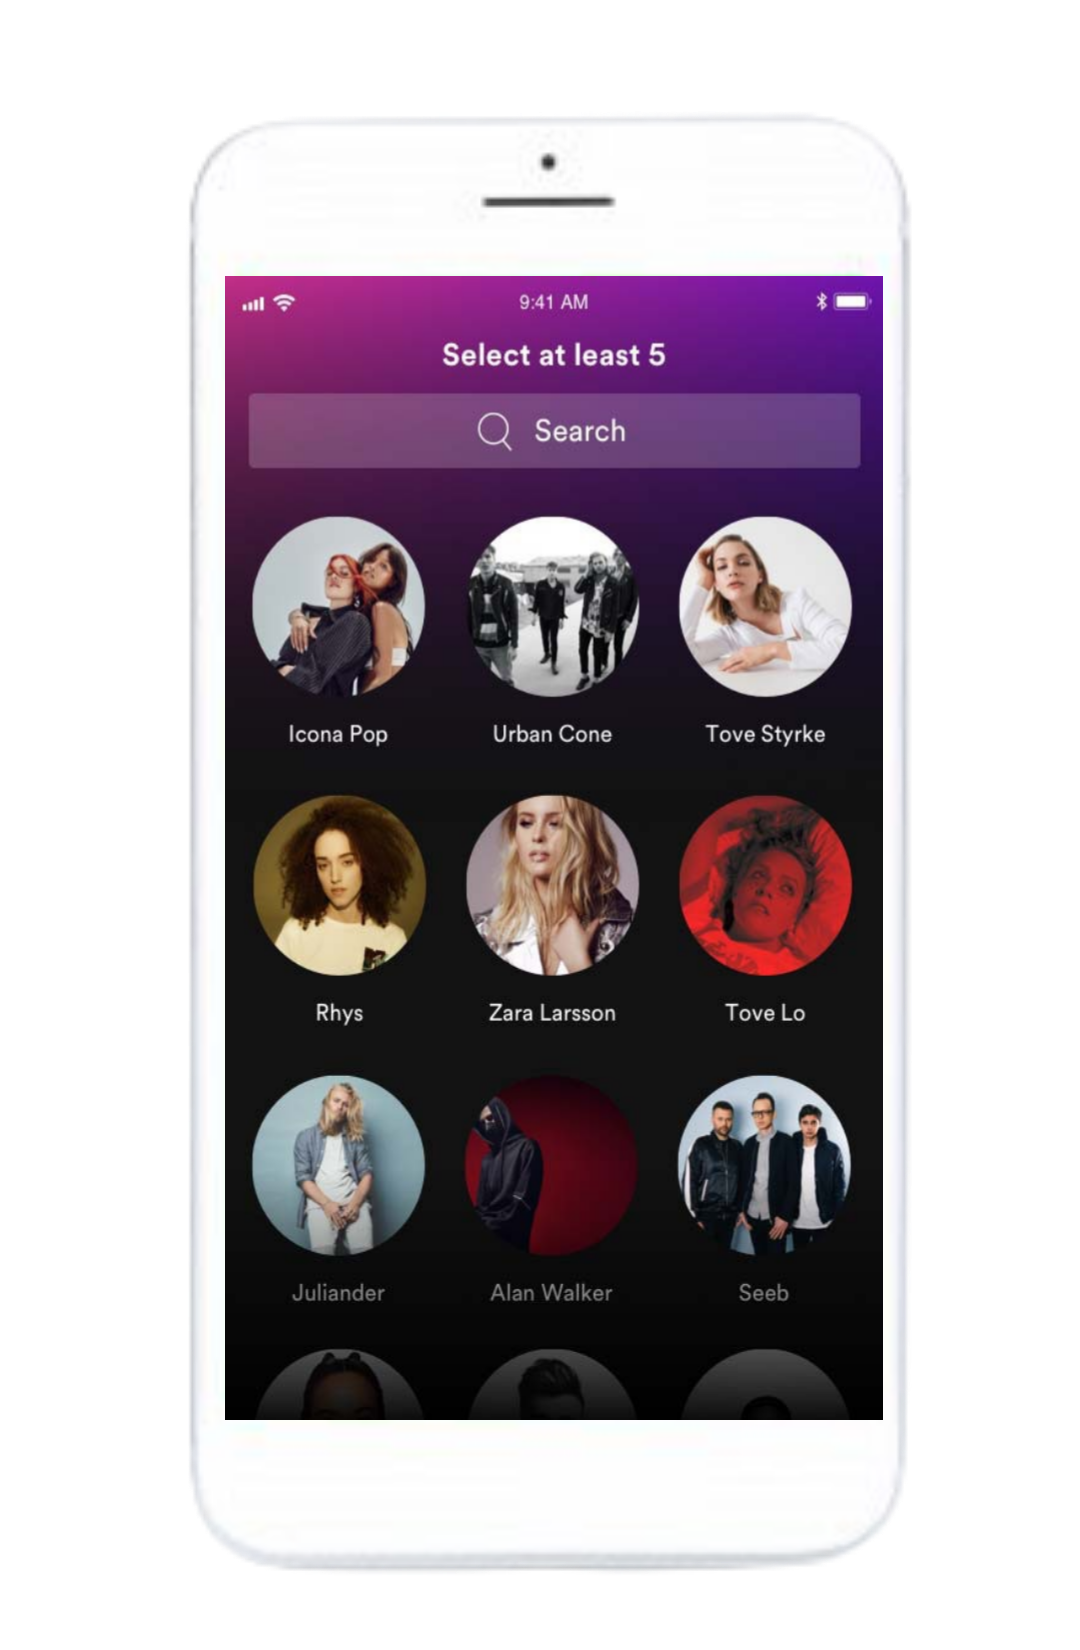 9:41 AM
Select at least 5
Search
Icona Pop
Urban Cone
Tove Styrke
Rhys
Zara Larsson
Tove Lo
Juliander
Alan Walker
Seeb